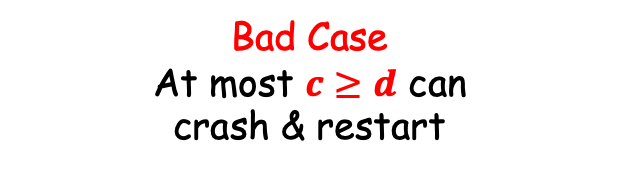 Bad Case
At most c ≥ d can
crash & restart